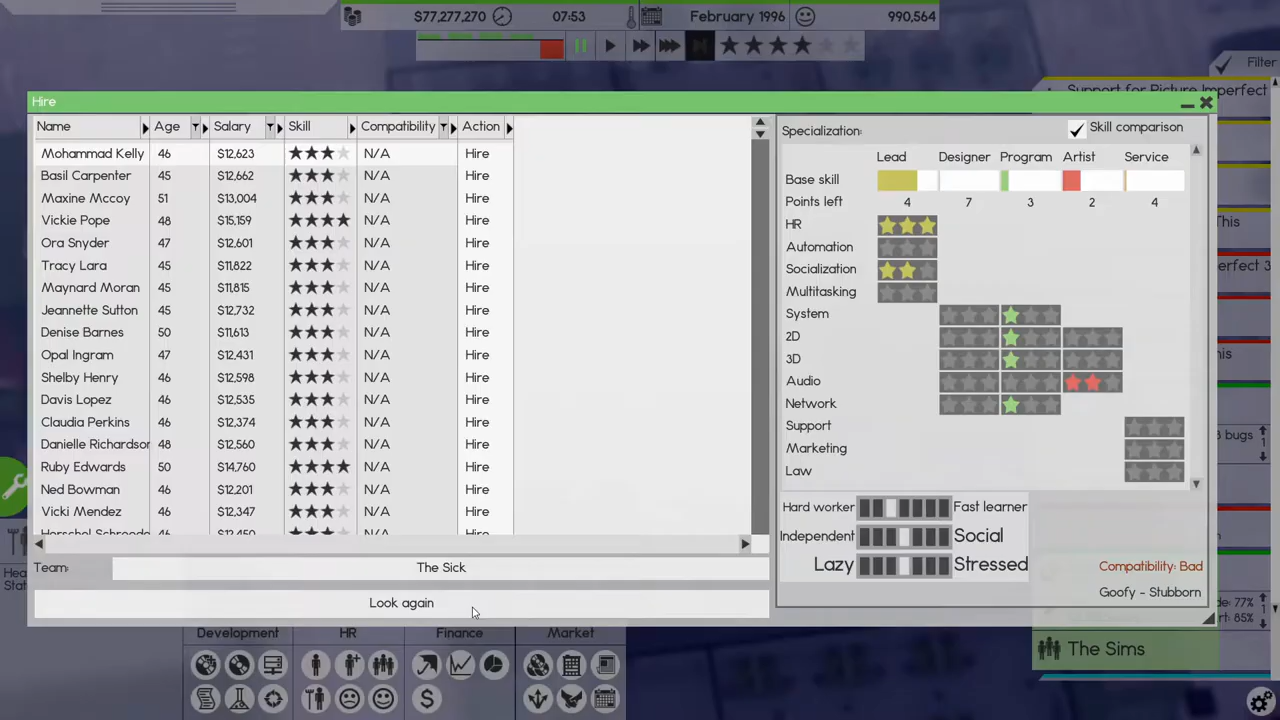 $77,277,270 07:53 February 1996 990,564
Filter
Support for Picture Imperfect
Hire
Name Age Salary Skill Compatibility Action
Mohammad Kelly 46 $12,623 N/A Hire
Basil Carpenter 45 $12,662 N/A Hire
Maxine Mccoy 51 $13,004 N/A Hire
Vickie Pope 48 $15,159 N/A Hire
Ora Snyder 47 $12,601 N/A Hire
Tracy Lara 45 $11,822 N/A Hire
Maynard Moran 45 $11,815 N/A Hire
Jeannette Sutton 45 $12,732 N/A Hire
Denise Barnes 50 $11,613 N/A Hire
Opal Ingram 47 $12,431 N/A Hire
Shelby Henry 46 $12,598 N/A Hire
Davis Lopez 46 $12,535 N/A Hire
Claudia Perkins 46 $12,374 N/A Hire
Danielle Richardson 48 $12,560 N/A Hire
Ruby Edwards 50 $14,760 N/A Hire
Ned Bowman 46 $12,201 N/A Hire
Vicki Mendez 46 $12,347 N/A Hire
Team: The Sick
Look again
Specialization: Skill comparison
Lead Designer Program Artist Service
Base skill
Points left 4 7 3 2 4
HR
Automation
Socialization
Multitasking
System
2D
3D
Audio
Network
Support
Marketing
Law
Hard worker Fast learner
Independent Social
Lazy Stressed
Compatibility: Bad
Goofy - Stubborn
This
erfect 3
his
3 bugs
de: 77%
rt: 85%
The Sims
Development HR Finance Market